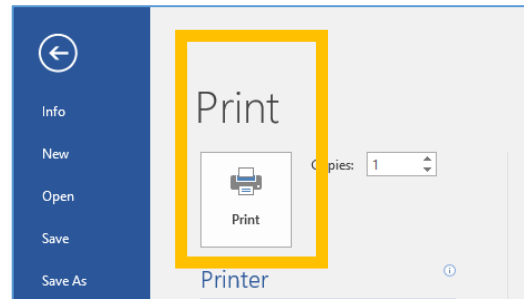 Info
New
Open
Save
Save As
Print
Copies: 1
Print
Printer